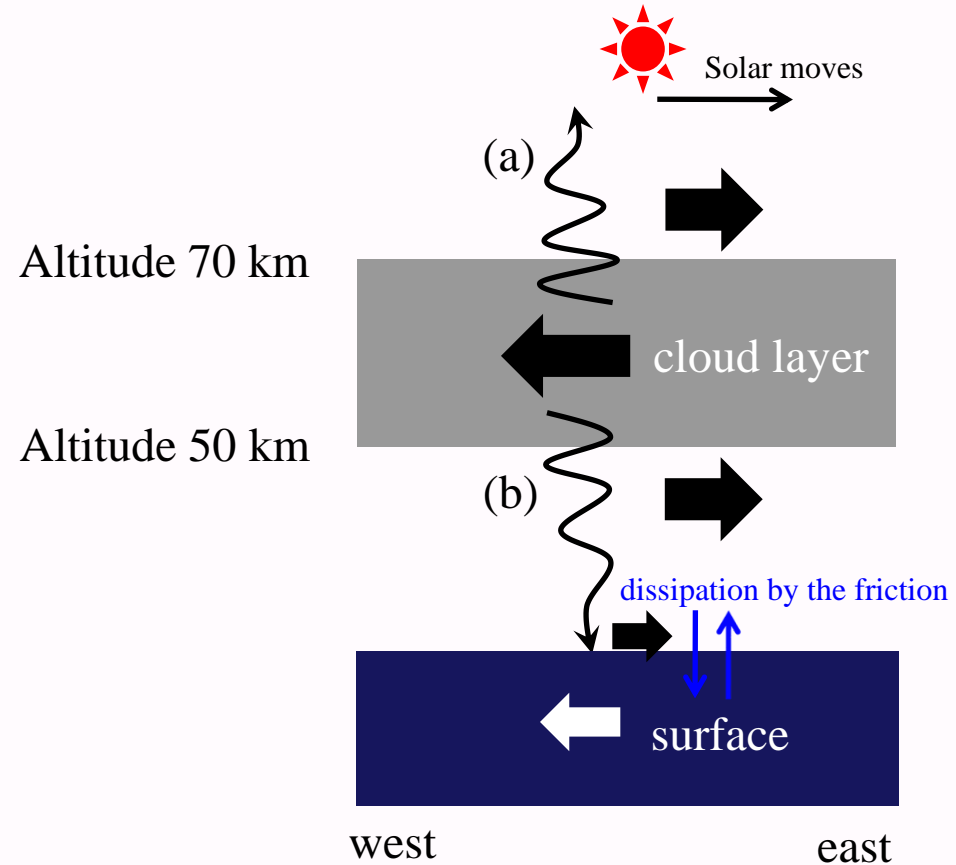 Solar moves
(a)
Altitude 70 km
cloud layer
Altitude 50 km
(b)
dissipation by the friction
surface
west
east